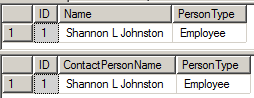 ID Name PersonType
1 1 Shannon L Johnston Employee
ID ContactPersonName PersonType
1 1 Shannon L Johnston Employee